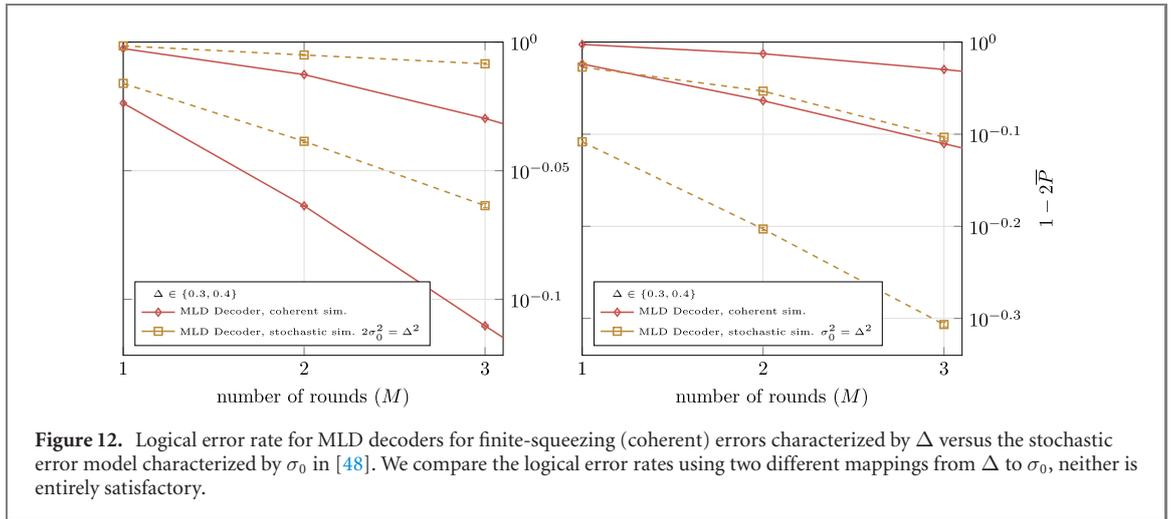 10^0
10^−0.05
10^−0.1
Δ ∈ {0.3, 0.4}
MLD Decoder, coherent sim.
MLD Decoder, stochastic sim. 2σ_0^2 = Δ^2
1 2 3
number of rounds (M)
10^0
10^−0.1
10^−0.2
10^−0.3
1 − 2P̅
Δ ∈ {0.3, 0.4}
MLD Decoder, coherent sim.
MLD Decoder, stochastic sim. σ_0^2 = Δ^2
1 2 3
number of rounds (M)
Figure 12. Logical error rate for MLD decoders for finite-squeezing (coherent) errors characterized by Δ versus the stochastic
error model characterized by σ_0 in [48]. We compare the logical error rates using two different mappings from Δ to σ_0, neither is
entirely satisfactory.